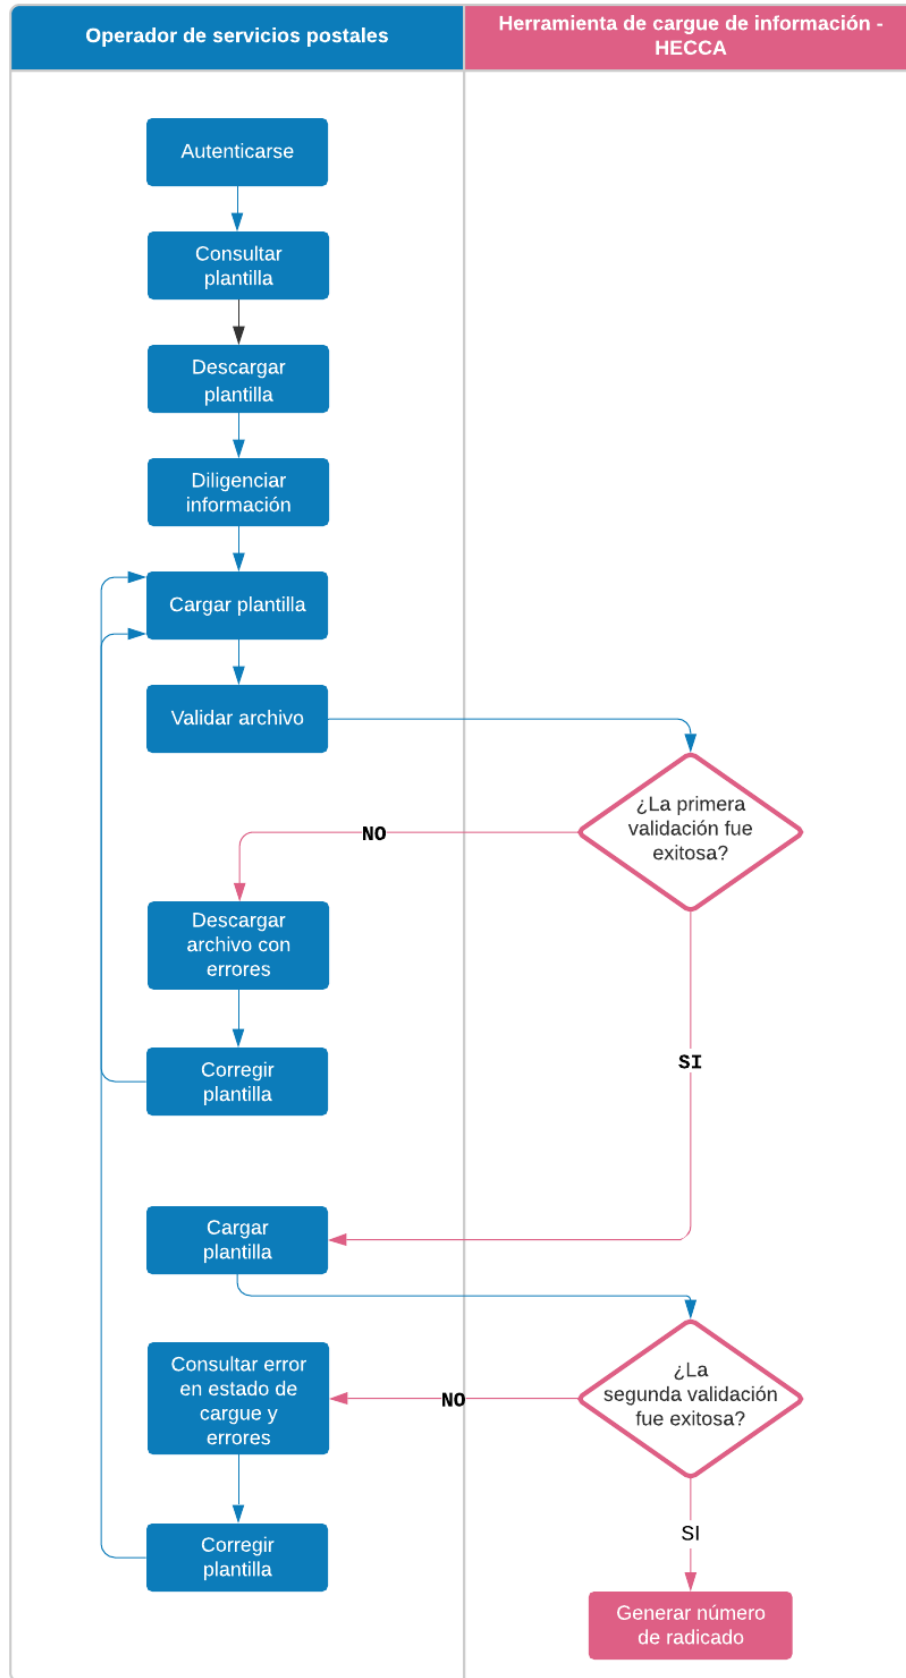 Operador de servicios postales
Herramienta de cargue de información -
HECCA
Autenticarse
Consultar
plantilla
Descargar
plantilla
Diligenciar
información
Cargar plantilla
Validar archivo
¿La primera
validación fue
exitosa?
NO
Descargar
archivo con
errores
Corregir
plantilla
SI
Cargar
plantilla
¿La
segunda validación
fue exitosa?
NO
Consultar error
en estado de
cargue y
errores
Corregir
plantilla
SI
Generar número
de radicado